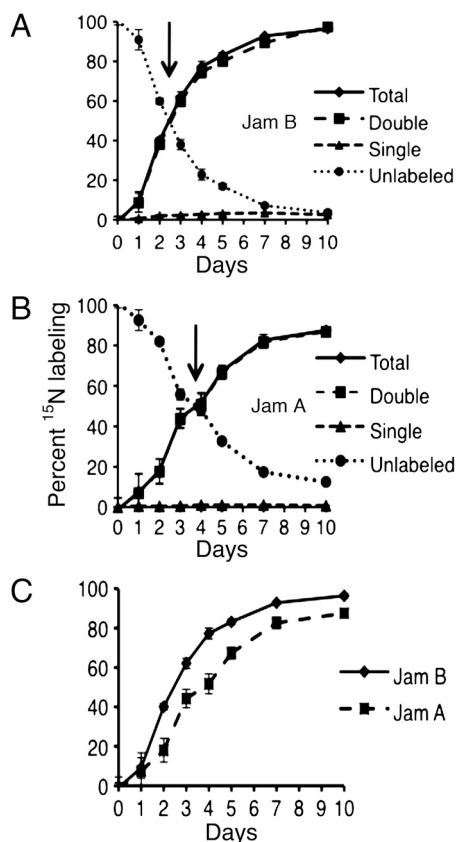 A
100
80
60
40
20
0
Jam B
Total
Double
Single
Unlabeled
0 1 2 3 4 5 6 7 8 9 10
Days
B
Percent ¹⁵N labeling
100
80
60
40
20
0
Jam A
Total
Double
Single
Unlabeled
0 1 2 3 4 5 6 7 8 9 10
Days
C
100
80
60
40
20
0
Jam B
Jam A
0 1 2 3 4 5 6 7 8 9 10
Days